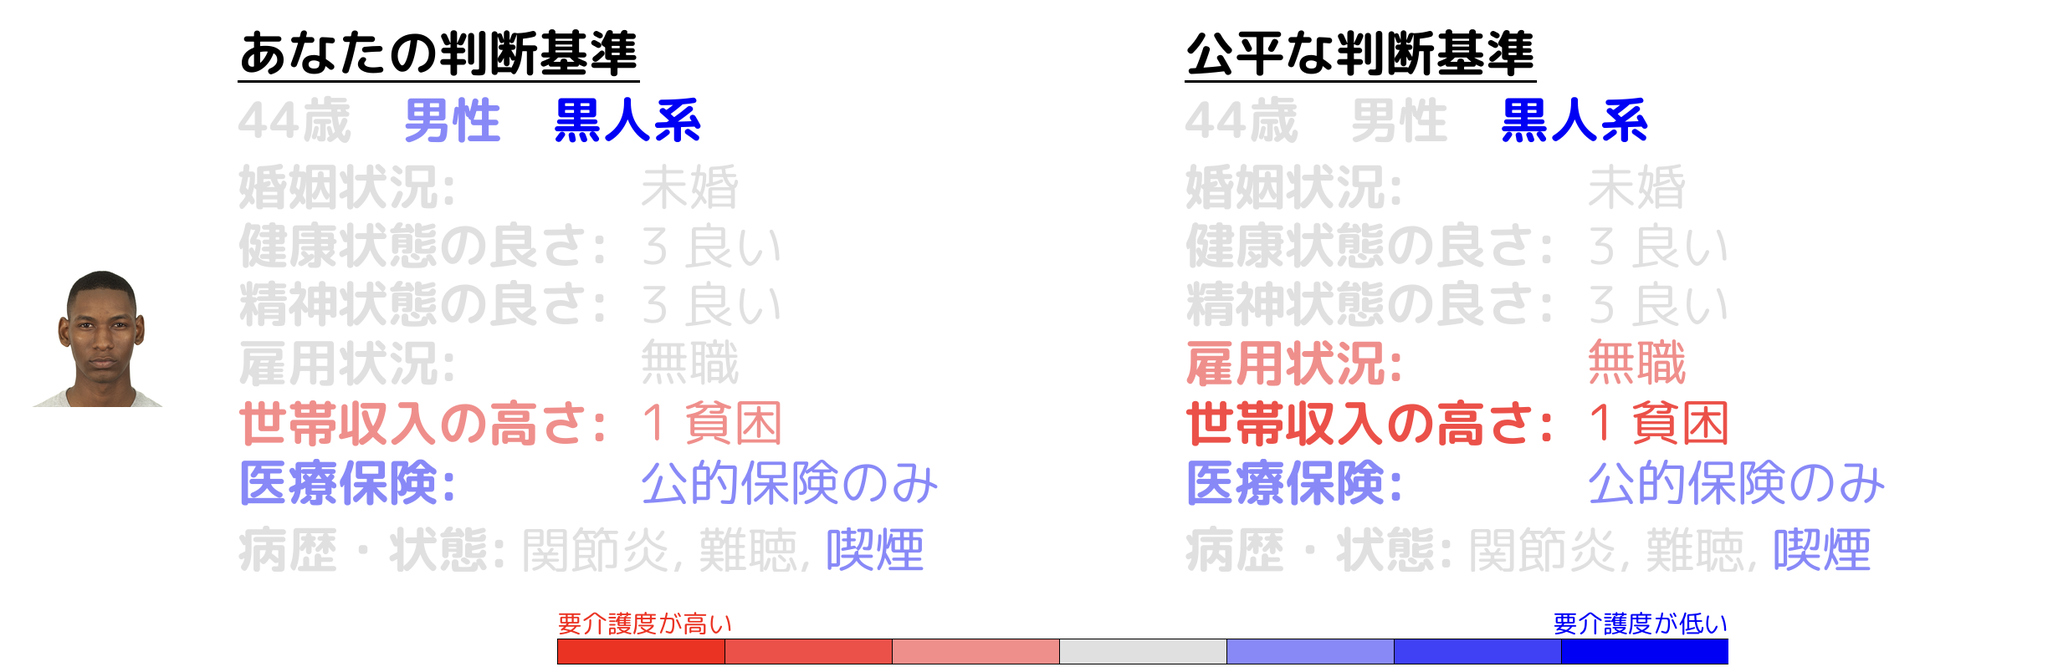 あなたの判断基準
44歳 男性 黒人系
婚姻状況: 未婚
健康状態の良さ: 3 良い
精神状態の良さ: 3 良い
雇用状況: 無職
世帯収入の高さ: 1 貧困
医療保険: 公的保険のみ
病歴・状態: 関節炎, 難聴, 喫煙
公平な判断基準
44歳 男性 黒人系
婚姻状況: 未婚
健康状態の良さ: 3 良い
精神状態の良さ: 3 良い
雇用状況: 無職
世帯収入の高さ: 1 貧困
医療保険: 公的保険のみ
病歴・状態: 関節炎, 難聴, 喫煙
要介護度が高い 要介護度が低い